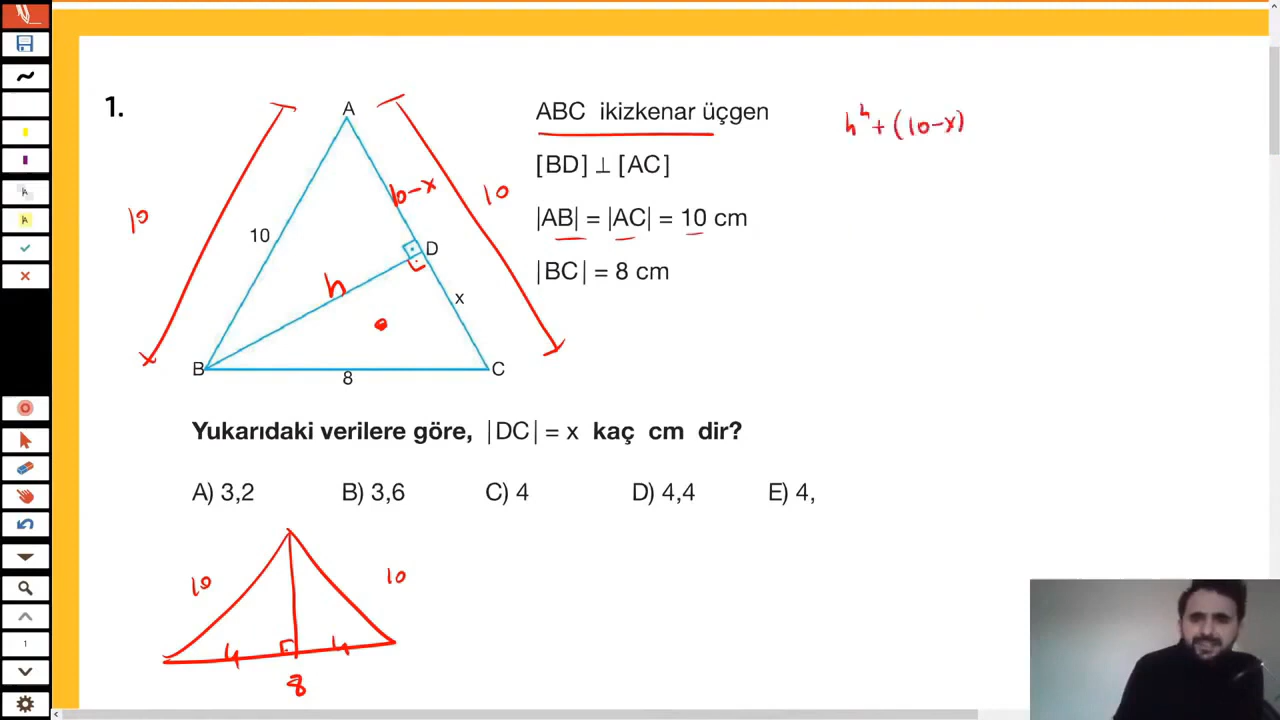 1.
A
10
10
10-x
10
D
h
x
B
C
8
ABC ikizkenar üçgen
[BD] ⊥ [AC]
|AB| = |AC| = 10 cm
|BC| = 8 cm
h^h + (10-x)
Yukarıdaki verilere göre, |DC| = x kaç cm dir?
A) 3,2 B) 3,6 C) 4 D) 4,4 E) 4,
10
10
4
4
8
1